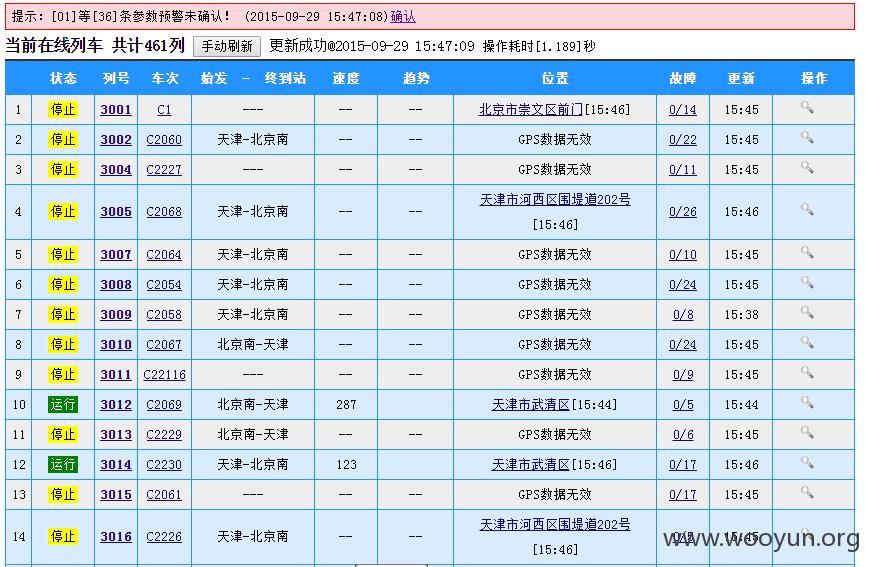 提示：[01]等[36]条参数预警未确认! (2015-09-29 15:47:08)确认
当前在线列车 共计461列 手动刷新 更新成功@2015-09-29 15:47:09 操作耗时[1.189]秒
状态 列号 车次 始发 － 终到站 速度 趋势 位置 故障 更新 操作
1 停止 3001 C1 --- -- -- 北京市崇文区前门[15:46] 0/14 15:45
2 停止 3002 C2060 天津-北京南 -- -- GPS数据无效 0/22 15:45
3 停止 3004 C2227 --- -- -- GPS数据无效 0/11 15:45
4 停止 3005 C2068 天津-北京南 -- -- 天津市河西区围堤道202号 0/26 15:46
[15:46]
5 停止 3007 C2064 天津-北京南 -- -- GPS数据无效 0/10 15:45
6 停止 3008 C2054 天津-北京南 -- -- GPS数据无效 0/24 15:45
7 停止 3009 C2058 天津-北京南 -- -- GPS数据无效 0/8 15:38
8 停止 3010 C2067 北京南-天津 -- -- GPS数据无效 0/24 15:45
9 停止 3011 C22116 --- -- -- GPS数据无效 0/9 15:45
10 运行 3012 C2069 北京南-天津 287 -- 天津市武清区[15:44] 0/5 15:44
11 停止 3013 C2229 北京南-天津 -- -- GPS数据无效 0/6 15:45
12 运行 3014 C2230 天津-北京南 123 -- 天津市武清区[15:46] 0/17 15:46
13 停止 3015 C2061 --- -- -- GPS数据无效 0/17 15:45
14 停止 3016 C2226 天津-北京南 -- -- 天津市河西区围堤道202号
[15:46]
www.wooyun.org